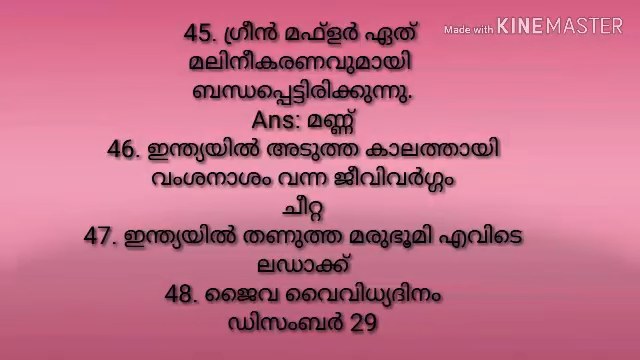 Made with KINEMASTER
45. ഗ്രീൻ മഫ്ളർ ഏത്
മലിനീകരണവുമായി
ബന്ധപ്പെട്ടിരിക്കുന്നു.
Ans: മണ്ണ്
46. ഇന്ത്യയിൽ അടുത്ത കാലത്തായി
വംശനാശം വന്ന ജീവിവർഗ്ഗം
ചീറ്റ
47. ഇന്ത്യയിൽ തണുത്ത മരുഭൂമി എവിടെ
ലഡാക്ക്
48. ജൈവ വൈവിധ്യദിനം
ഡിസംബർ 29